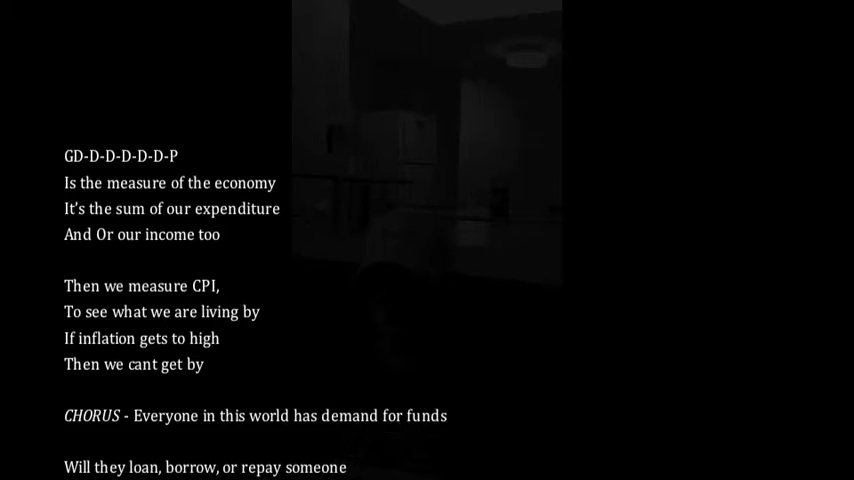 GD-D-D-D-D-D-P
Is the measure of the economy
It's the sum of our expenditure
And Or our income too
Then we measure CPI,
To see what we are living by
If inflation gets to high
Then we cant get by
CHORUS - Everyone in this world has demand for funds
Will they loan, borrow, or repay someone